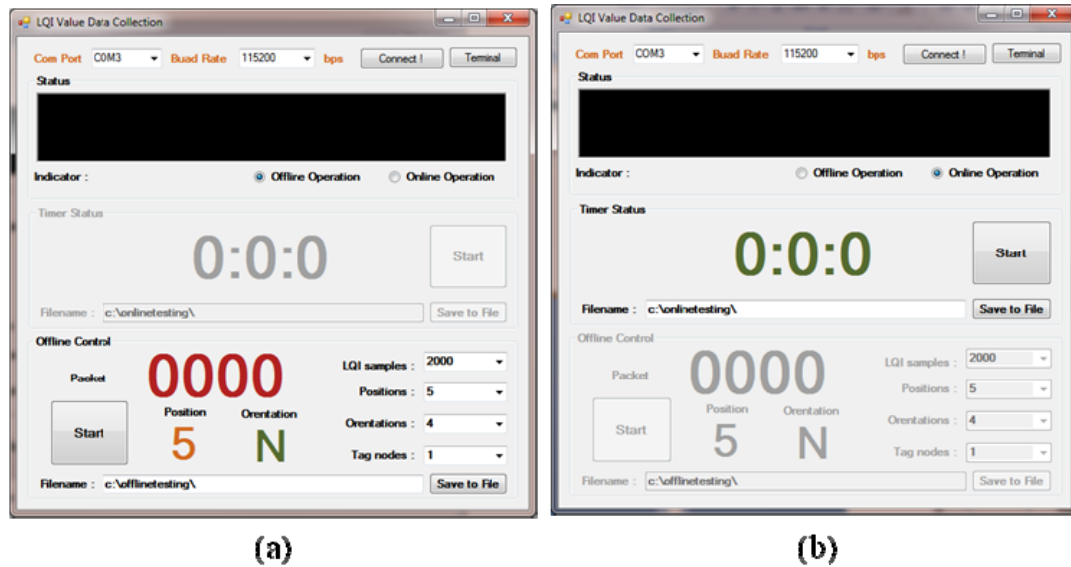 LQI Value Data Collection
Com Port COM3 Buad Rate 115200 bps Connect ! Terminal
Status
Indicator : Offline Operation Online Operation
Timer Status
0:0:0 Start
Filename : c:\onlinetesting\ Save to File
Offline Control
Packet 0000 LQI samples : 2000
Positions : 5
Start Position Orentation Orentations : 4
5 N Tag nodes : 1
Filename : c:\offlinetesting\ Save to File
(a)
LQI Value Data Collection
Com Port COM3 Buad Rate 115200 bps Connect ! Terminal
Status
Indicator : Offline Operation Online Operation
Timer Status
0:0:0 Start
Filename : c:\onlinetesting\ Save to File
Offline Control
Packet 0000 LQI samples : 2000
Positions : 5
Start Position Orentation Orentations : 4
5 N Tag nodes : 1
Filename : c:\offlinetesting\ Save to File
(b)